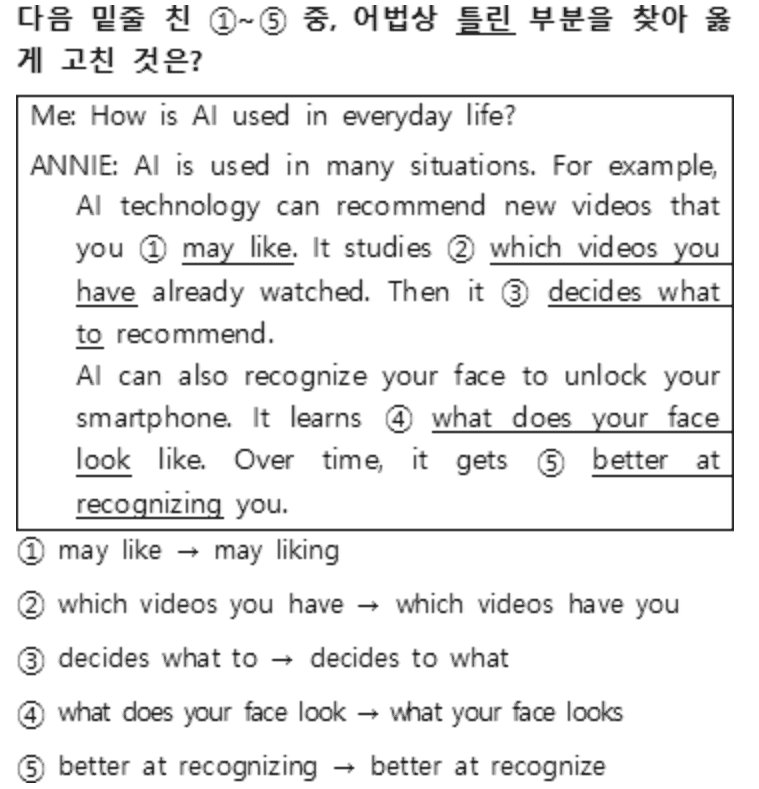 다음 밑줄 친 ①~⑤ 중, 어법상 틀린 부분을 찾아 옳
게 고친 것은?
Me: How is AI used in everyday life?
ANNIE: AI is used in many situations. For example,
AI technology can recommend new videos that
you ① may like. It studies ② which videos you
have already watched. Then it ③ decides what
to recommend.
AI can also recognize your face to unlock your
smartphone. It learns ④ what does your face
look like. Over time, it gets ⑤ better at
recognizing you.
① may like → may liking
② which videos you have → which videos have you
③ decides what to → decides to what
④ what does your face look → what your face looks
⑤ better at recognizing → better at recognize